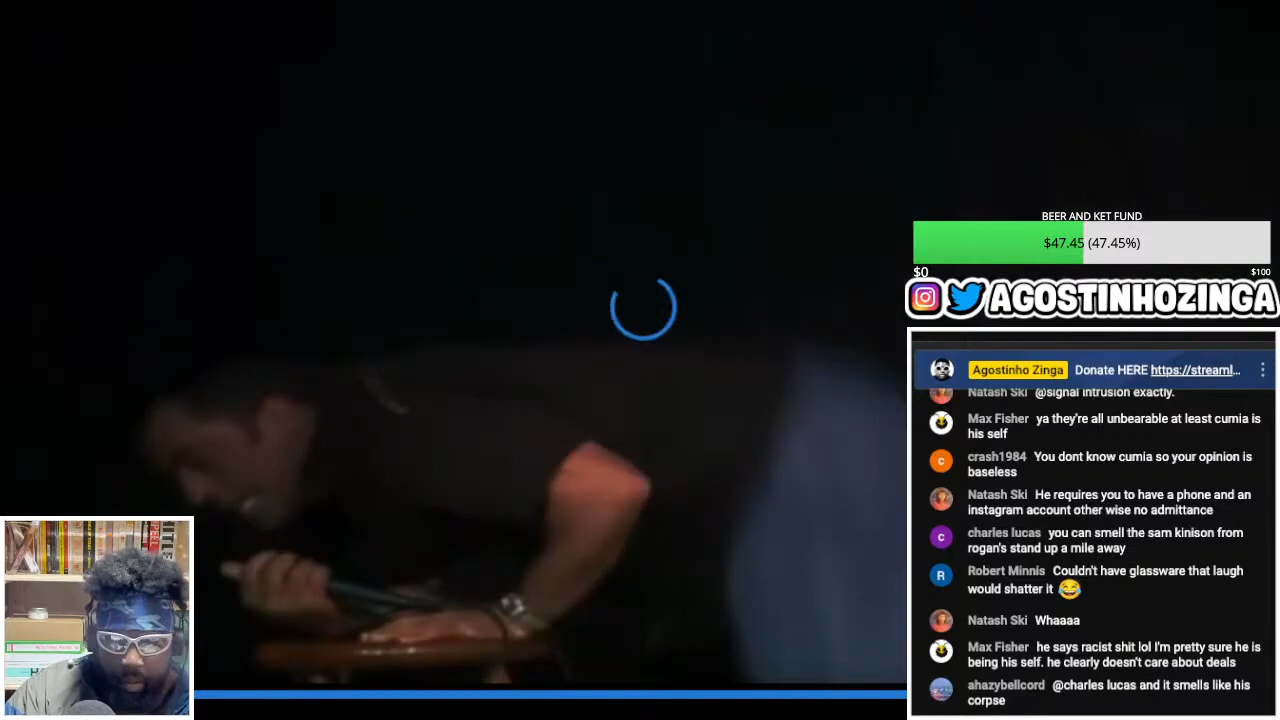 BEER AND KET FUND
$47.45 (47.45%)
$0
$100
AGOSTINHOZINGA
Agostinho Zinga Donate HERE https://streaml...
Natash Ski @signal intrusion exactly.
Max Fisher ya they're all unbearable at least cumia is
his self
crash1984 You dont know cumia so your opinion is
baseless
Natash Ski He requires you to have a phone and an
instagram account other wise no admittance
charles lucas you can smell the sam kinison from
rogan's stand up a mile away
Robert Minnis Couldn't have glassware that laugh
would shatter it 😂
Natash Ski Whaaaa
Max Fisher he says racist shit lol I'm pretty sure he is
being his self. he clearly doesn't care about deals
ahazybellcord @charles lucas and it smells like his
corpse